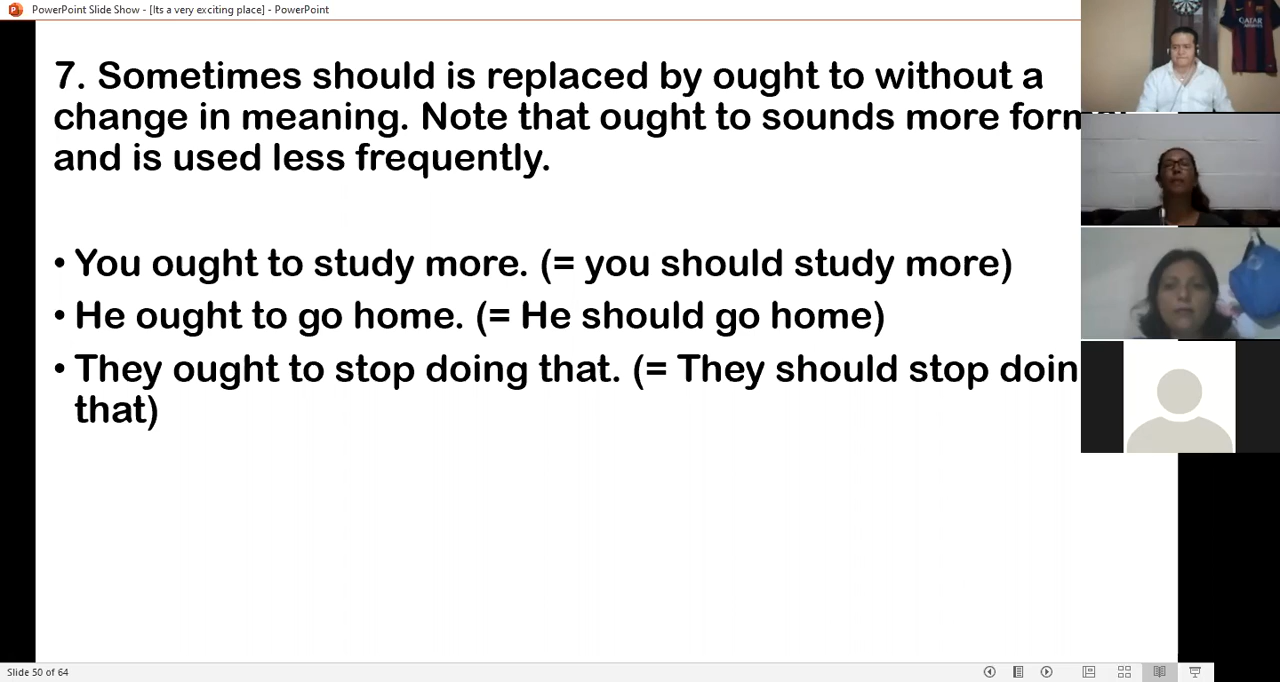 PowerPoint Slide Show - [Its a very exciting place] - PowerPoint
7. Sometimes should is replaced by ought to without a
change in meaning. Note that ought to sounds more
and is used less frequently.
• You ought to study more. (= you should study more)
• He ought to go home. (= He should go home)
• They ought to stop doing that. (= They should stop doin
that)
QATAR
Slide 50 of 64